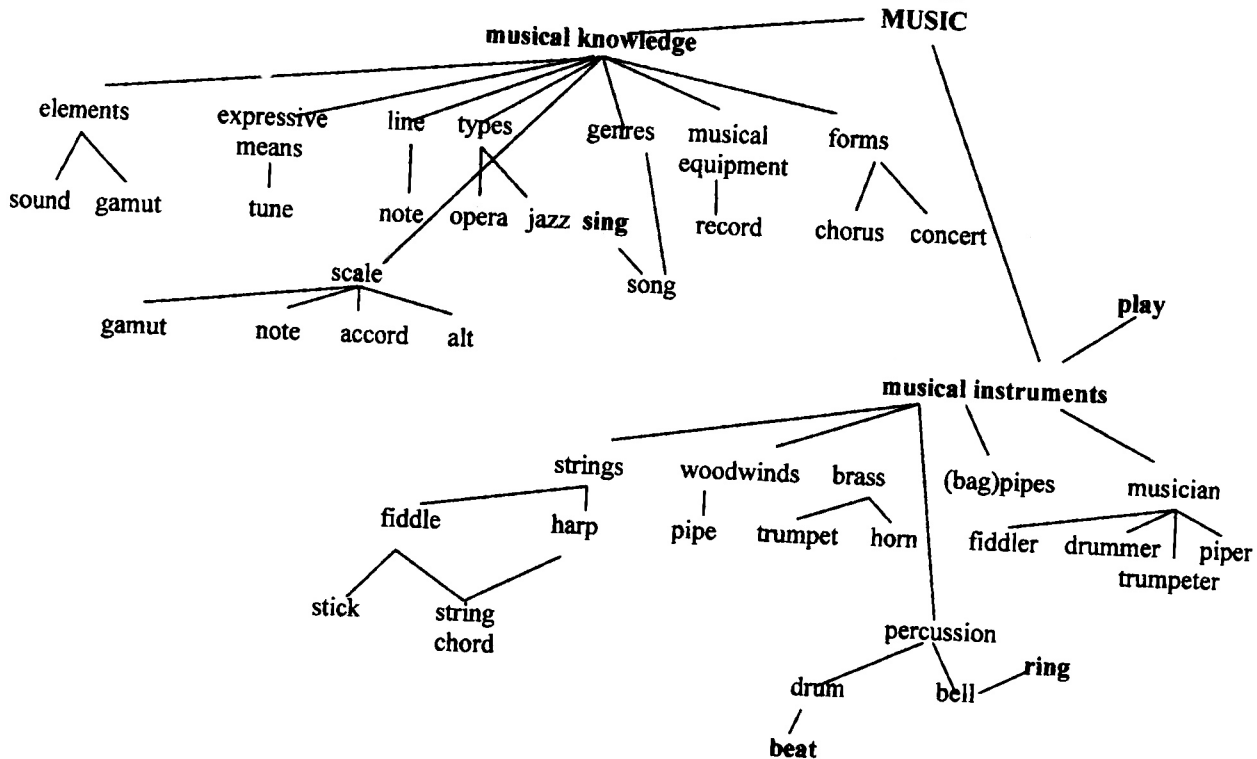 MUSIC
musical knowledge
elements
expressive
means
line
types
genres
musical
equipment
forms
sound
gamut
tune
note
opera
jazz
sing
record
chorus
concert
song
scale
gamut
note
accord
alt
play
musical instruments
strings
woodwinds
brass
(bag)pipes
musician
fiddle
harp
pipe
trumpet
horn
fiddler
drummer
piper
trumpeter
stick
string
chord
percussion
drum
bell
ring
beat